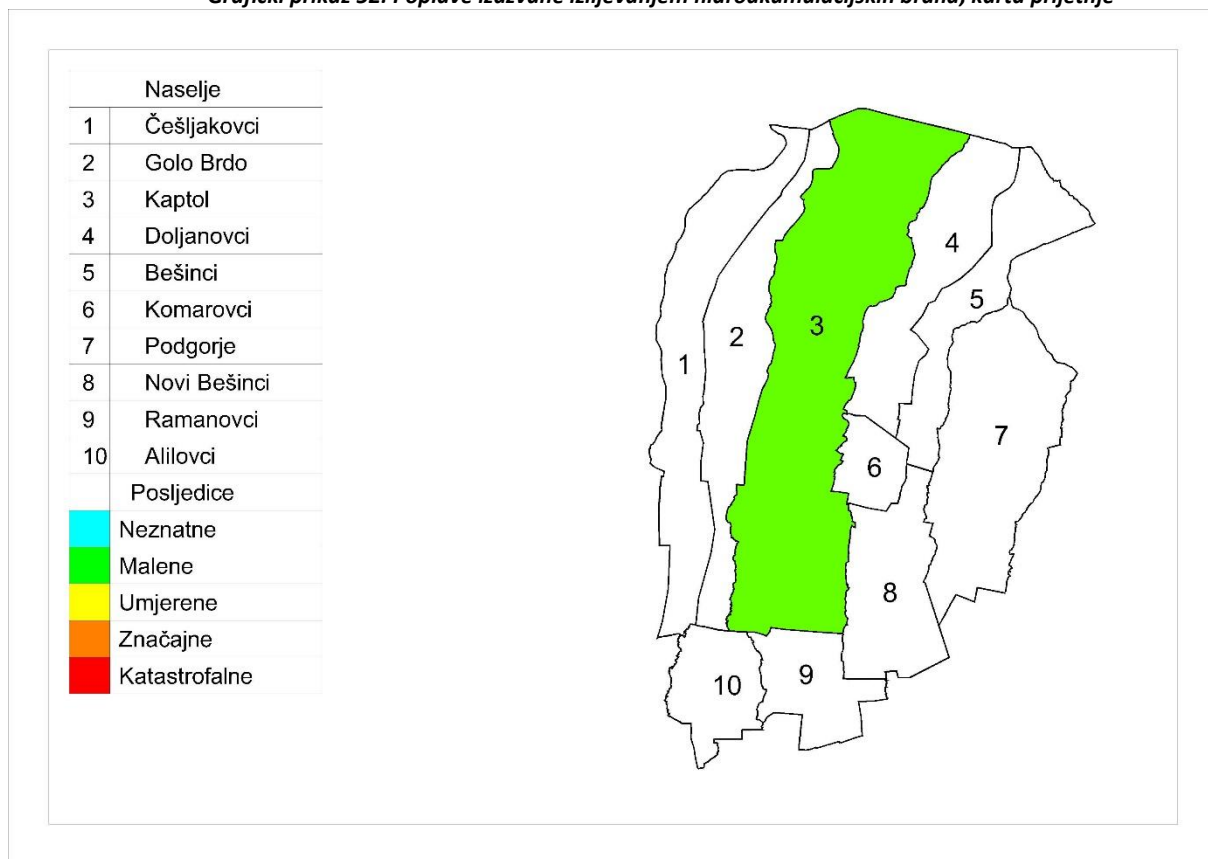 Naselje
1 Češljakovci
2 Golo Brdo
3 Kaptol
4 Doljanovci
5 Bešinci
6 Komarovci
7 Podgorje
8 Novi Bešinci
9 Ramanovci
10 Alilovci
Posljedice
Neznatne
Malene
Umjerene
Značajne
Katastrofalne
4
5
3
2
1
7
6
8
9
10